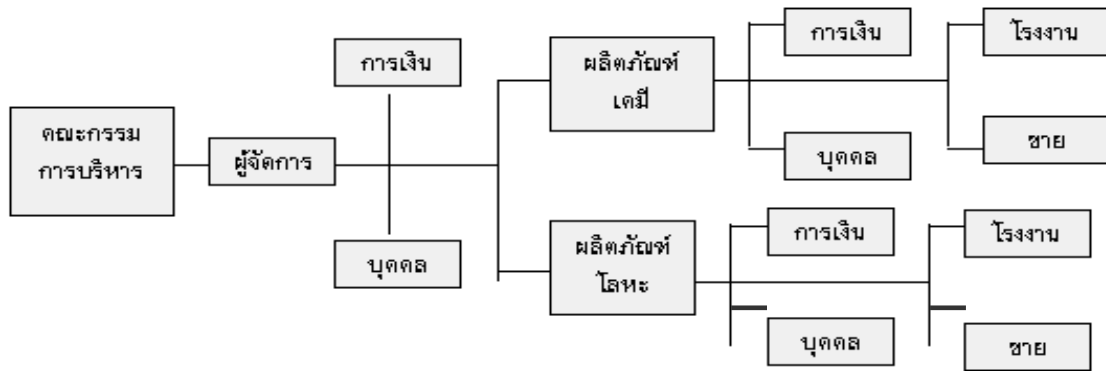 คณะกรรม
การบริหาร
ผู้จัดการ
การเงิน
บุคคล
ผลิตภัณฑ์
เคมี
การเงิน
บุคคล
โรงงาน
ขาย
ผลิตภัณฑ์
โลหะ
การเงิน
บุคคล
โรงงาน
ขาย